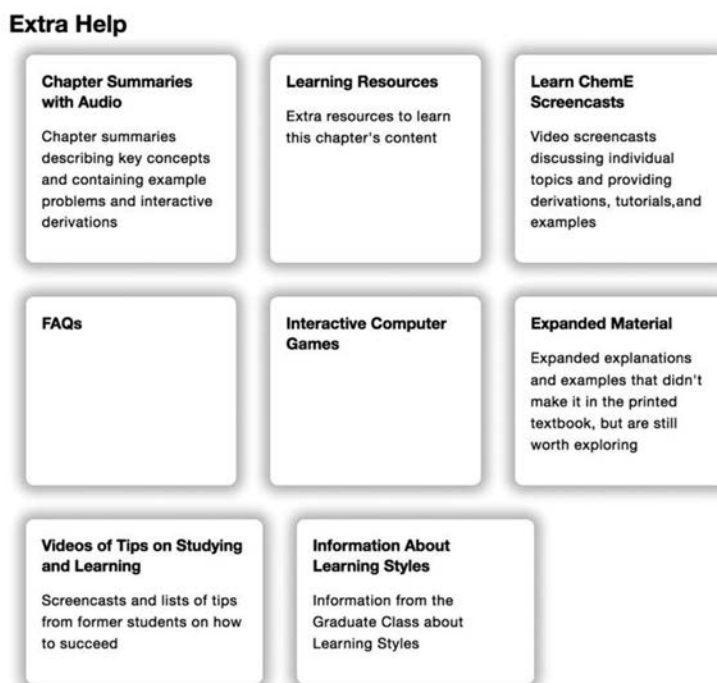 Extra Help
Chapter Summaries
with Audio
Chapter summaries
describing key concepts
and containing example
problems and interactive
derivations
Learning Resources
Extra resources to learn
this chapter's content
Learn ChemE
Screencasts
Video screencasts
discussing individual
topics and providing
derivations, tutorials,and
examples
FAQs
Interactive Computer
Games
Expanded Material
Expanded explanations
and examples that didn't
make it in the printed
textbook, but are still
worth exploring
Videos of Tips on Studying
and Learning
Screencasts and lists of tips
from former students on how
to succeed
Information About
Learning Styles
Information from the
Graduate Class about
Learning Styles